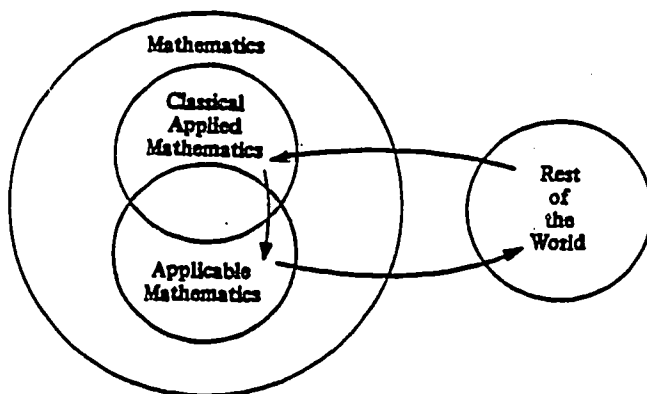 Mathematics
Classical
Applied
Mathematics
Applicable
Mathematics
Rest
of
the
World